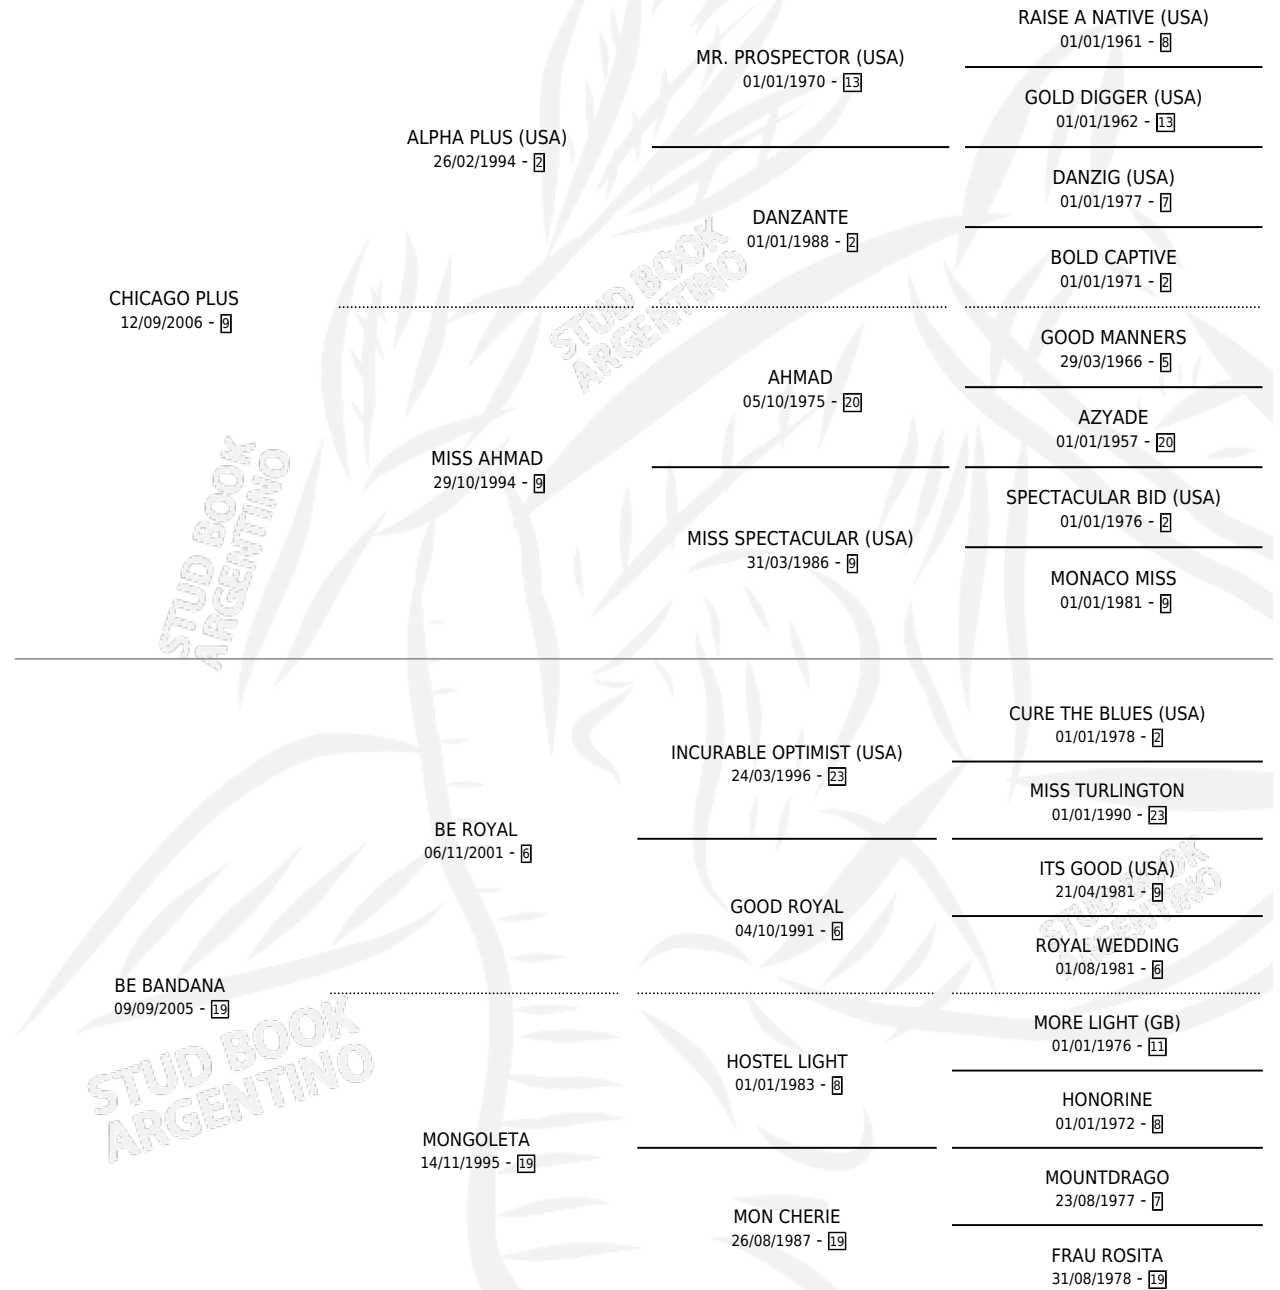 RAISE A NATIVE (USA)
01/01/1961 - 8
MR. PROSPECTOR (USA)
01/01/1970 - 13
GOLD DIGGER (USA)
01/01/1962 - 13
ALPHA PLUS (USA)
26/02/1994 - 2
DANZIG (USA)
01/01/1977 - 7
DANZANTE
01/01/1988 - 2
BOLD CAPTIVE
01/01/1971 - 2
CHICAGO PLUS
12/09/2006 - 9
GOOD MANNERS
29/03/1966 - 5
AHMAD
05/10/1975 - 20
AZYADE
01/01/1957 - 20
MISS AHMAD
29/10/1994 - 9
SPECTACULAR BID (USA)
01/01/1976 - 2
MISS SPECTACULAR (USA)
31/03/1986 - 9
MONACO MISS
01/01/1981 - 9
CURE THE BLUES (USA)
01/01/1978 - 2
INCURABLE OPTIMIST (USA)
24/03/1996 - 23
MISS TURLINGTON
01/01/1990 - 23
BE ROYAL
06/11/2001 - 6
ITS GOOD (USA)
21/04/1981 - 9
GOOD ROYAL
04/10/1991 - 6
ROYAL WEDDING
01/08/1981 - 6
BE BANDANA
09/09/2005 - 19
MORE LIGHT (GB)
01/01/1976 - 11
HOSTEL LIGHT
01/01/1983 - 8
HONORINE
01/01/1972 - 8
MONGOLETA
14/11/1995 - 19
MOUNTDRAGO
23/08/1977 - 7
MON CHERIE
26/08/1987 - 19
FRAU ROSITA
31/08/1978 - 19
STUD BOOK
ARGENTINO
STUD BOOK
ARGENTINO
STUD BOOK
ARGENTINO
STUD BOOK
ARGENTINO